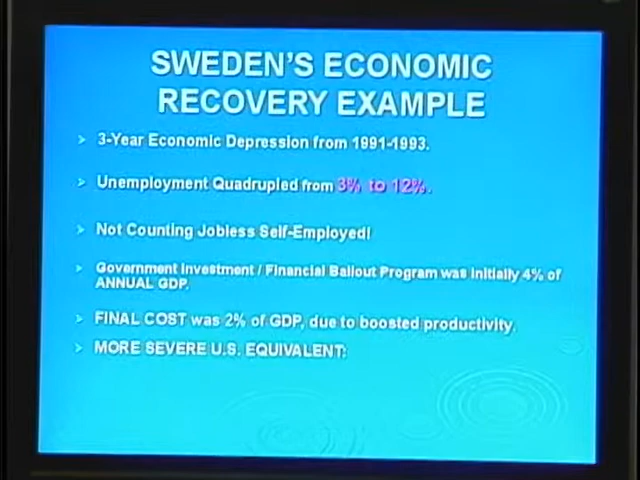 SWEDEN'S ECONOMIC
RECOVERY EXAMPLE
3-Year Economic Depression from 1991-1993.
Unemployment Quadrupled from 3% to 12%.
Not Counting Jobless Self-Employed!
Government Investment / Financial Bailout Program was initially 4% of
ANNUAL GDP.
FINAL COST was 2% of GDP, due to boosted productivity.
MORE SEVERE U.S. EQUIVALENT: